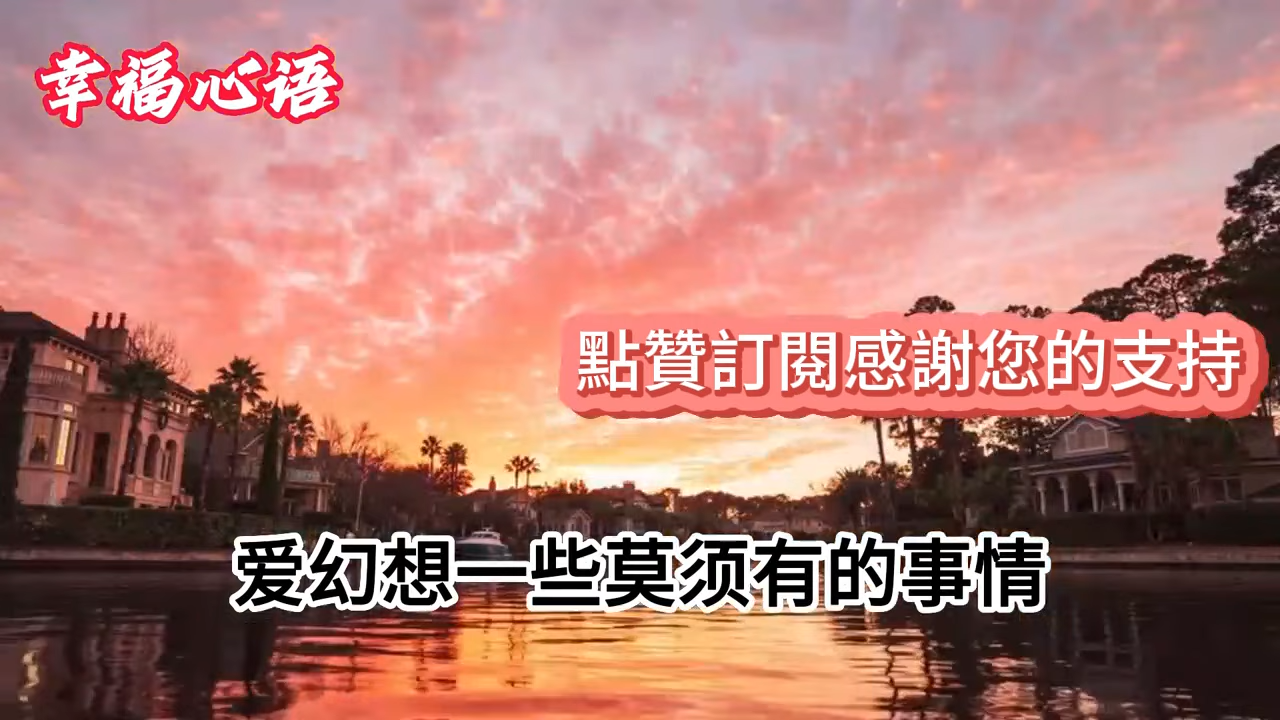 幸福心语
點贊訂閱感謝您的支持
爱幻想一些莫须有的事情